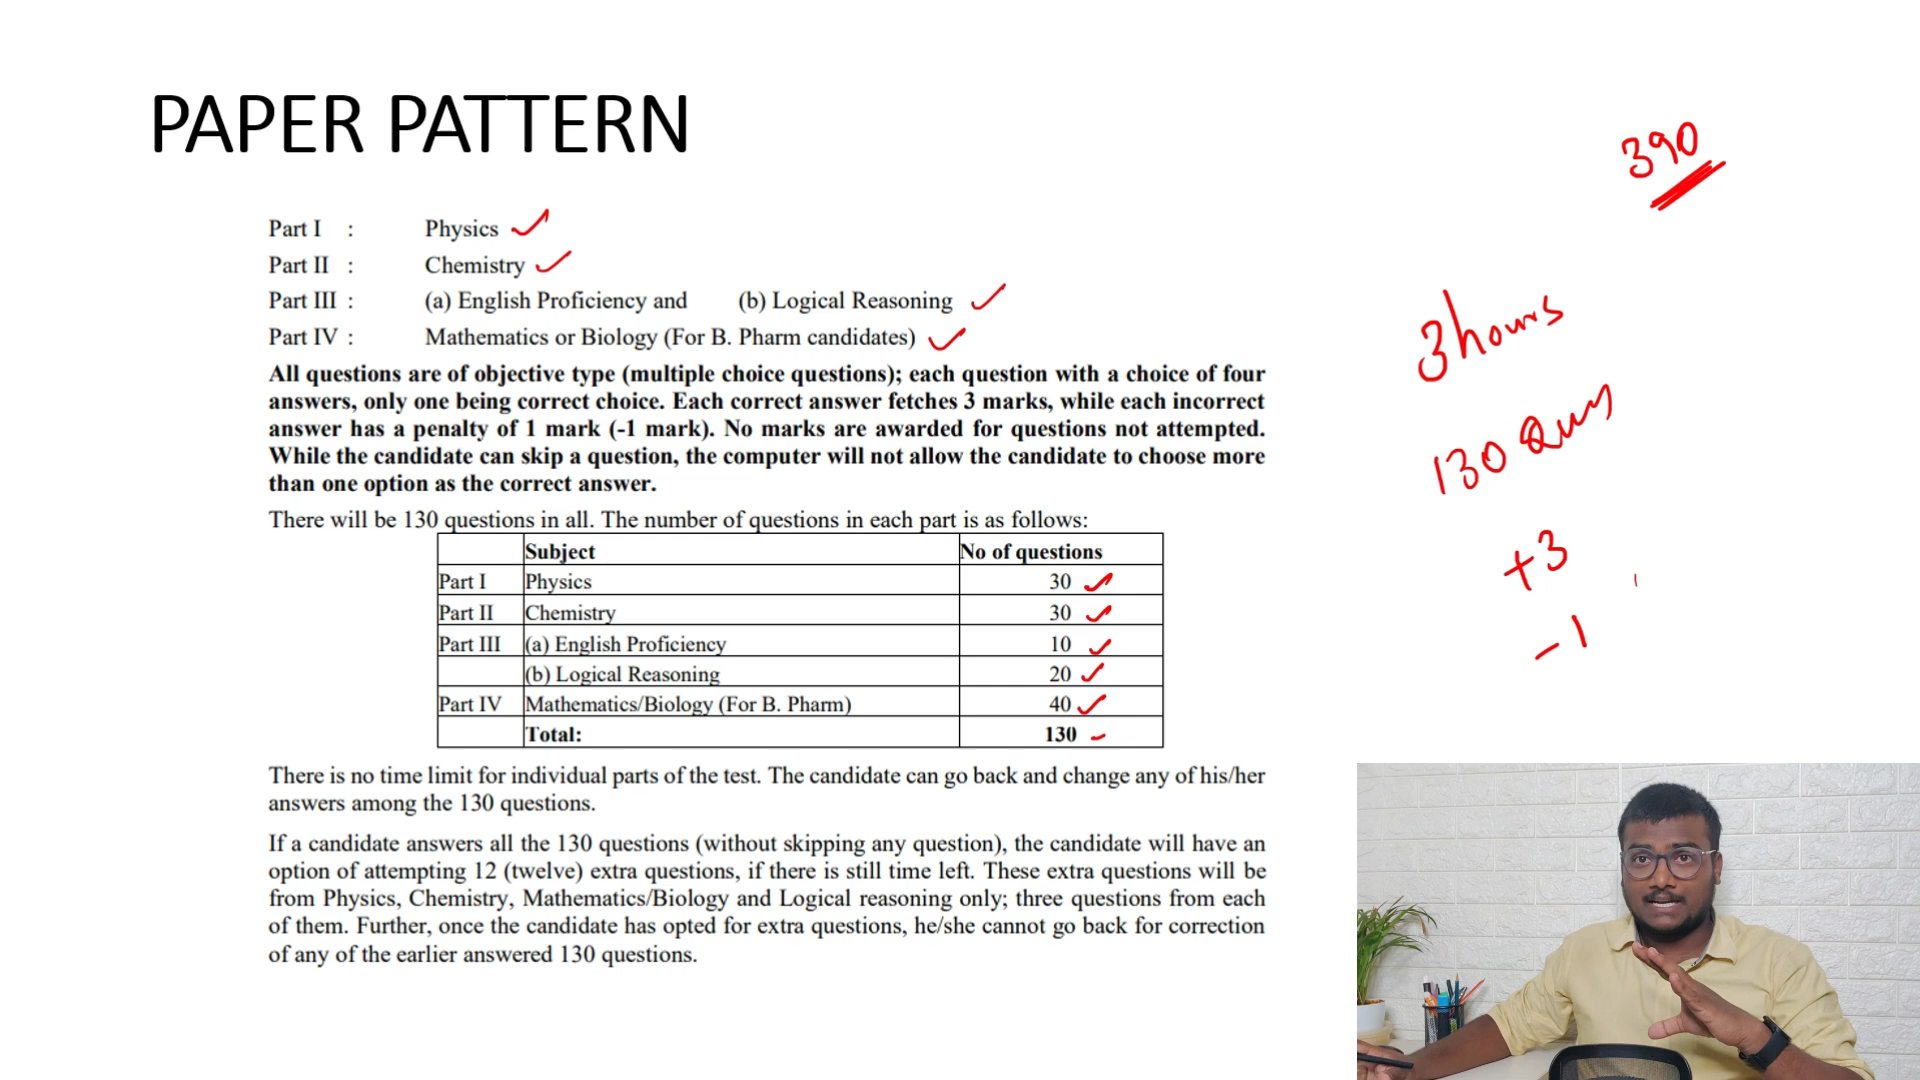 PAPER PATTERN
390
Part I : Physics
Part II : Chemistry
Part III : (a) English Proficiency and (b) Logical Reasoning
Part IV : Mathematics or Biology (For B. Pharm candidates)
All questions are of objective type (multiple choice questions); each question with a choice of four
answers, only one being correct choice. Each correct answer fetches 3 marks, while each incorrect
answer has a penalty of 1 mark (-1 mark). No marks are awarded for questions not attempted.
While the candidate can skip a question, the computer will not allow the candidate to choose more
than one option as the correct answer.
There will be 130 questions in all. The number of questions in each part is as follows:
Subject No of questions
Part I Physics 30
Part II Chemistry 30
Part III (a) English Proficiency 10
(b) Logical Reasoning 20
Part IV Mathematics/Biology (For B. Pharm) 40
Total: 130
There is no time limit for individual parts of the test. The candidate can go back and change any of his/her
answers among the 130 questions.
If a candidate answers all the 130 questions (without skipping any question), the candidate will have an
option of attempting 12 (twelve) extra questions, if there is still time left. These extra questions will be
from Physics, Chemistry, Mathematics/Biology and Logical reasoning only; three questions from each
of them. Further, once the candidate has opted for extra questions, he/she cannot go back for correction
of any of the earlier answered 130 questions.
3 hours
130
+3
-1